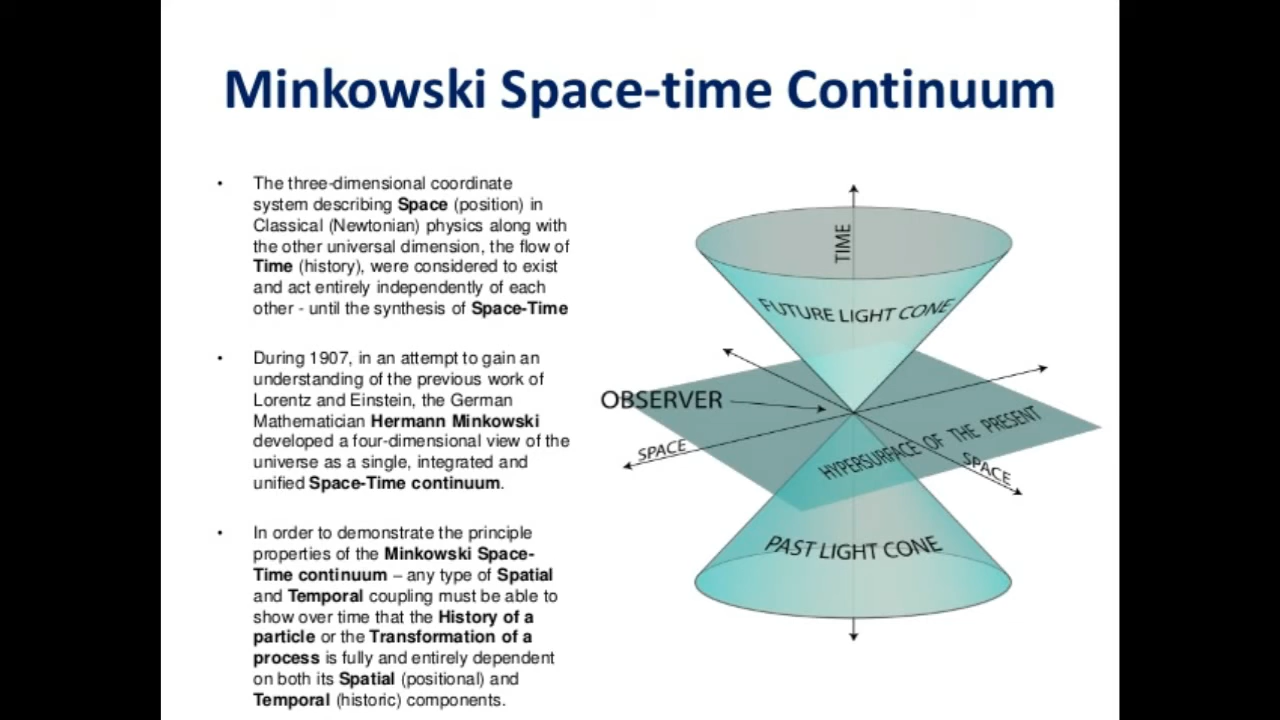 Minkowski Space-time Continuum
• The three-dimensional coordinate
system describing Space (position) in
Classical (Newtonian) physics along with
the other universal dimension, the flow of
Time (history), were considered to exist
and act entirely independently of each
other - until the synthesis of Space-Time
• During 1907, in an attempt to gain an
understanding of the previous work of
Lorentz and Einstein, the German
Mathematician Hermann Minkowski
developed a four-dimensional view of the
universe as a single, integrated and
unified Space-Time continuum.
• In order to demonstrate the principle
properties of the Minkowski Space-
Time continuum – any type of Spatial
and Temporal coupling must be able to
show over time that the History of a
particle or the Transformation of a
process is fully and entirely dependent
on both its Spatial (positional) and
Temporal (historic) components.
TIME
FUTURE LIGHT CONE
OBSERVER
SPACE
HYPERSURFACE OF THE PRESENT
SPACE
PAST LIGHT CONE